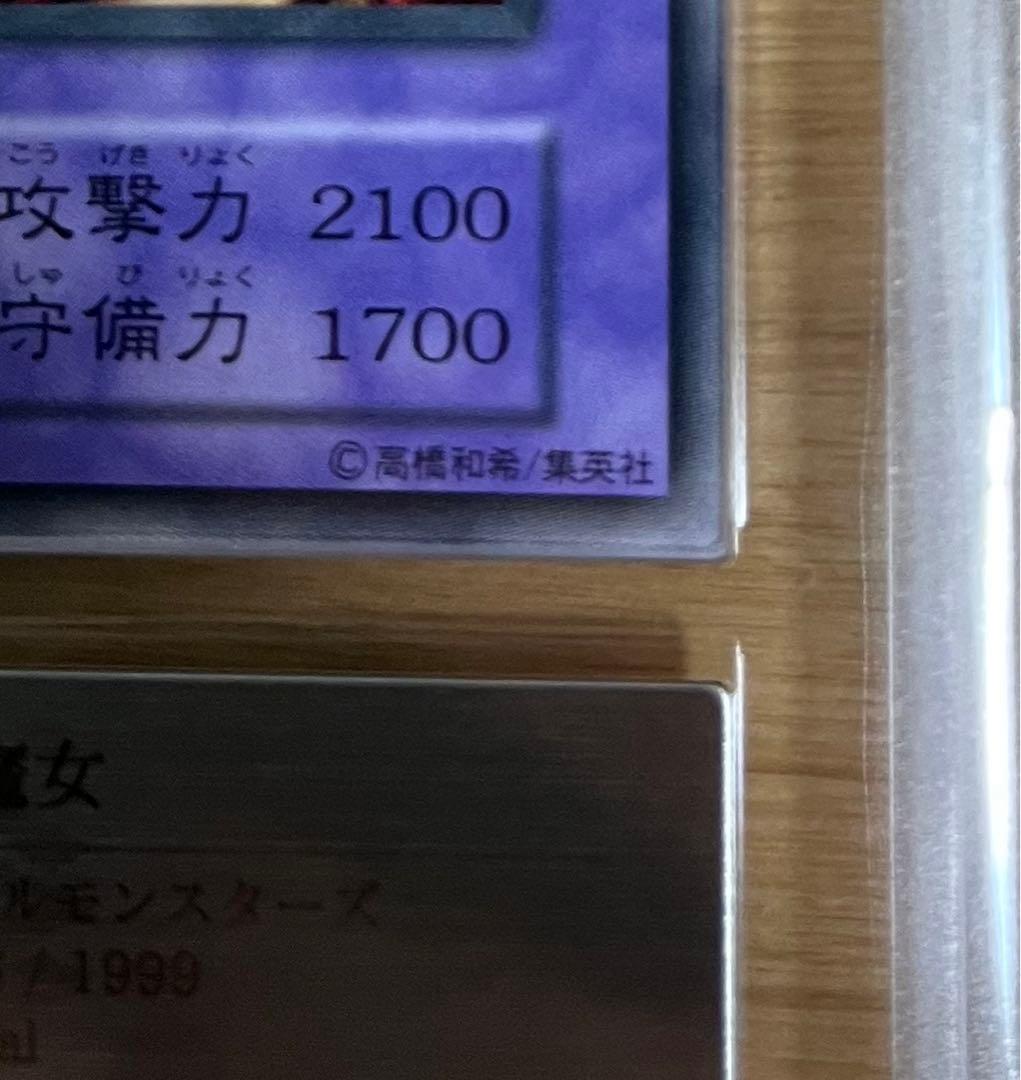 こう げき りょく
攻撃力 2100
しゅ び りょく
守備力 1700
©高橋和希/集英社
魔女
ルモンスターズ
/ 1999
al